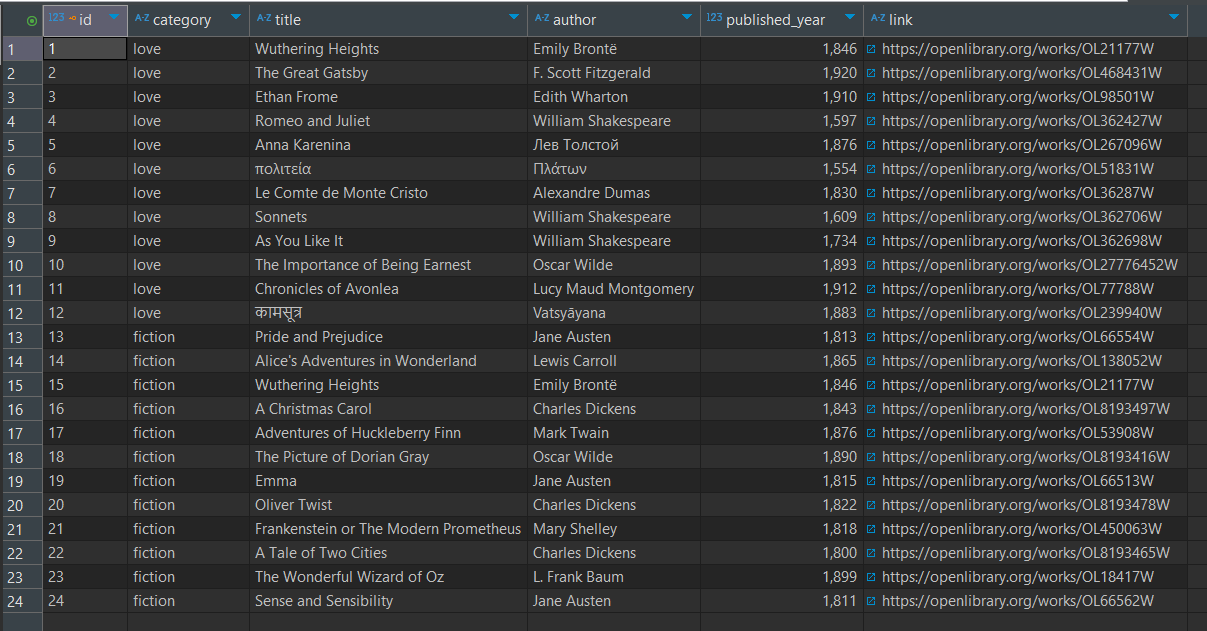 123 id A-Z category A-Z title A-Z author 123 published_year A-Z link
1 1 love Wuthering Heights Emily Brontë 1,846 https://openlibrary.org/works/OL21177W
2 2 love The Great Gatsby F. Scott Fitzgerald 1,920 https://openlibrary.org/works/OL468431W
3 3 love Ethan Frome Edith Wharton 1,910 https://openlibrary.org/works/OL98501W
4 4 love Romeo and Juliet William Shakespeare 1,597 https://openlibrary.org/works/OL362427W
5 5 love Anna Karenina Лев Толстой 1,876 https://openlibrary.org/works/OL267096W
6 6 love πολιτεία Πλάτων 1,554 https://openlibrary.org/works/OL51831W
7 7 love Le Comte de Monte Cristo Alexandre Dumas 1,830 https://openlibrary.org/works/OL36287W
8 8 love Sonnets William Shakespeare 1,609 https://openlibrary.org/works/OL362706W
9 9 love As You Like It William Shakespeare 1,734 https://openlibrary.org/works/OL362698W
10 10 love The Importance of Being Earnest Oscar Wilde 1,893 https://openlibrary.org/works/OL27776452W
11 11 love Chronicles of Avonlea Lucy Maud Montgomery 1,912 https://openlibrary.org/works/OL77788W
12 12 love कामसूत्र Vatsyāyana 1,883 https://openlibrary.org/works/OL239940W
13 13 fiction Pride and Prejudice Jane Austen 1,813 https://openlibrary.org/works/OL66554W
14 14 fiction Alice's Adventures in Wonderland Lewis Carroll 1,865 https://openlibrary.org/works/OL138052W
15 15 fiction Wuthering Heights Emily Brontë 1,846 https://openlibrary.org/works/OL21177W
16 16 fiction A Christmas Carol Charles Dickens 1,843 https://openlibrary.org/works/OL8193497W
17 17 fiction Adventures of Huckleberry Finn Mark Twain 1,876 https://openlibrary.org/works/OL53908W
18 18 fiction The Picture of Dorian Gray Oscar Wilde 1,890 https://openlibrary.org/works/OL8193416W
19 19 fiction Emma Jane Austen 1,815 https://openlibrary.org/works/OL66513W
20 20 fiction Oliver Twist Charles Dickens 1,822 https://openlibrary.org/works/OL8193478W
21 21 fiction Frankenstein or The Modern Prometheus Mary Shelley 1,818 https://openlibrary.org/works/OL450063W
22 22 fiction A Tale of Two Cities Charles Dickens 1,800 https://openlibrary.org/works/OL8193465W
23 23 fiction The Wonderful Wizard of Oz L. Frank Baum 1,899 https://openlibrary.org/works/OL18417W
24 24 fiction Sense and Sensibility Jane Austen 1,811 https://openlibrary.org/works/OL66562W